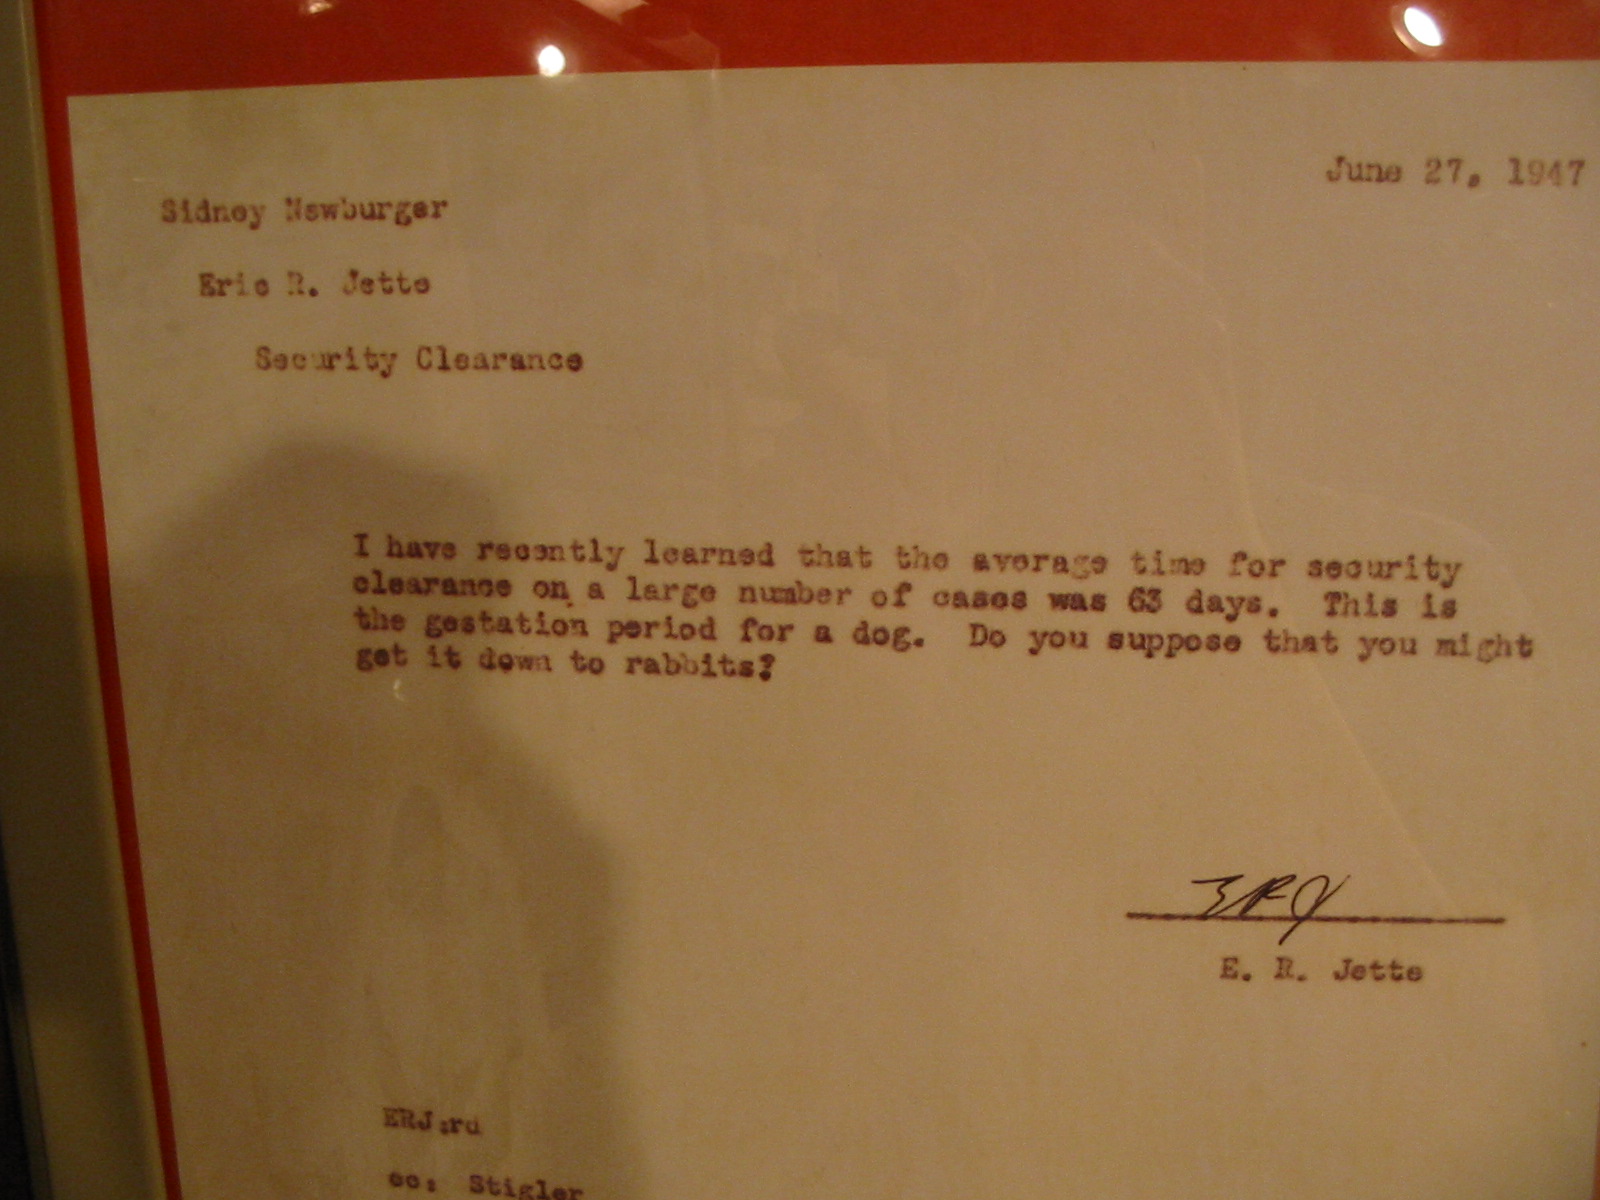 June 27, 1947
Sidney Newburger
Eric R. Jette
Security Clearance
I have recently learned that the average time for security
clearance on a large number of cases was 63 days. This is
the gestation period for a dog. Do you suppose that you might
get it down to rabbits?
ERJ
E. R. Jette
ERJ:rd
cc: Stigler